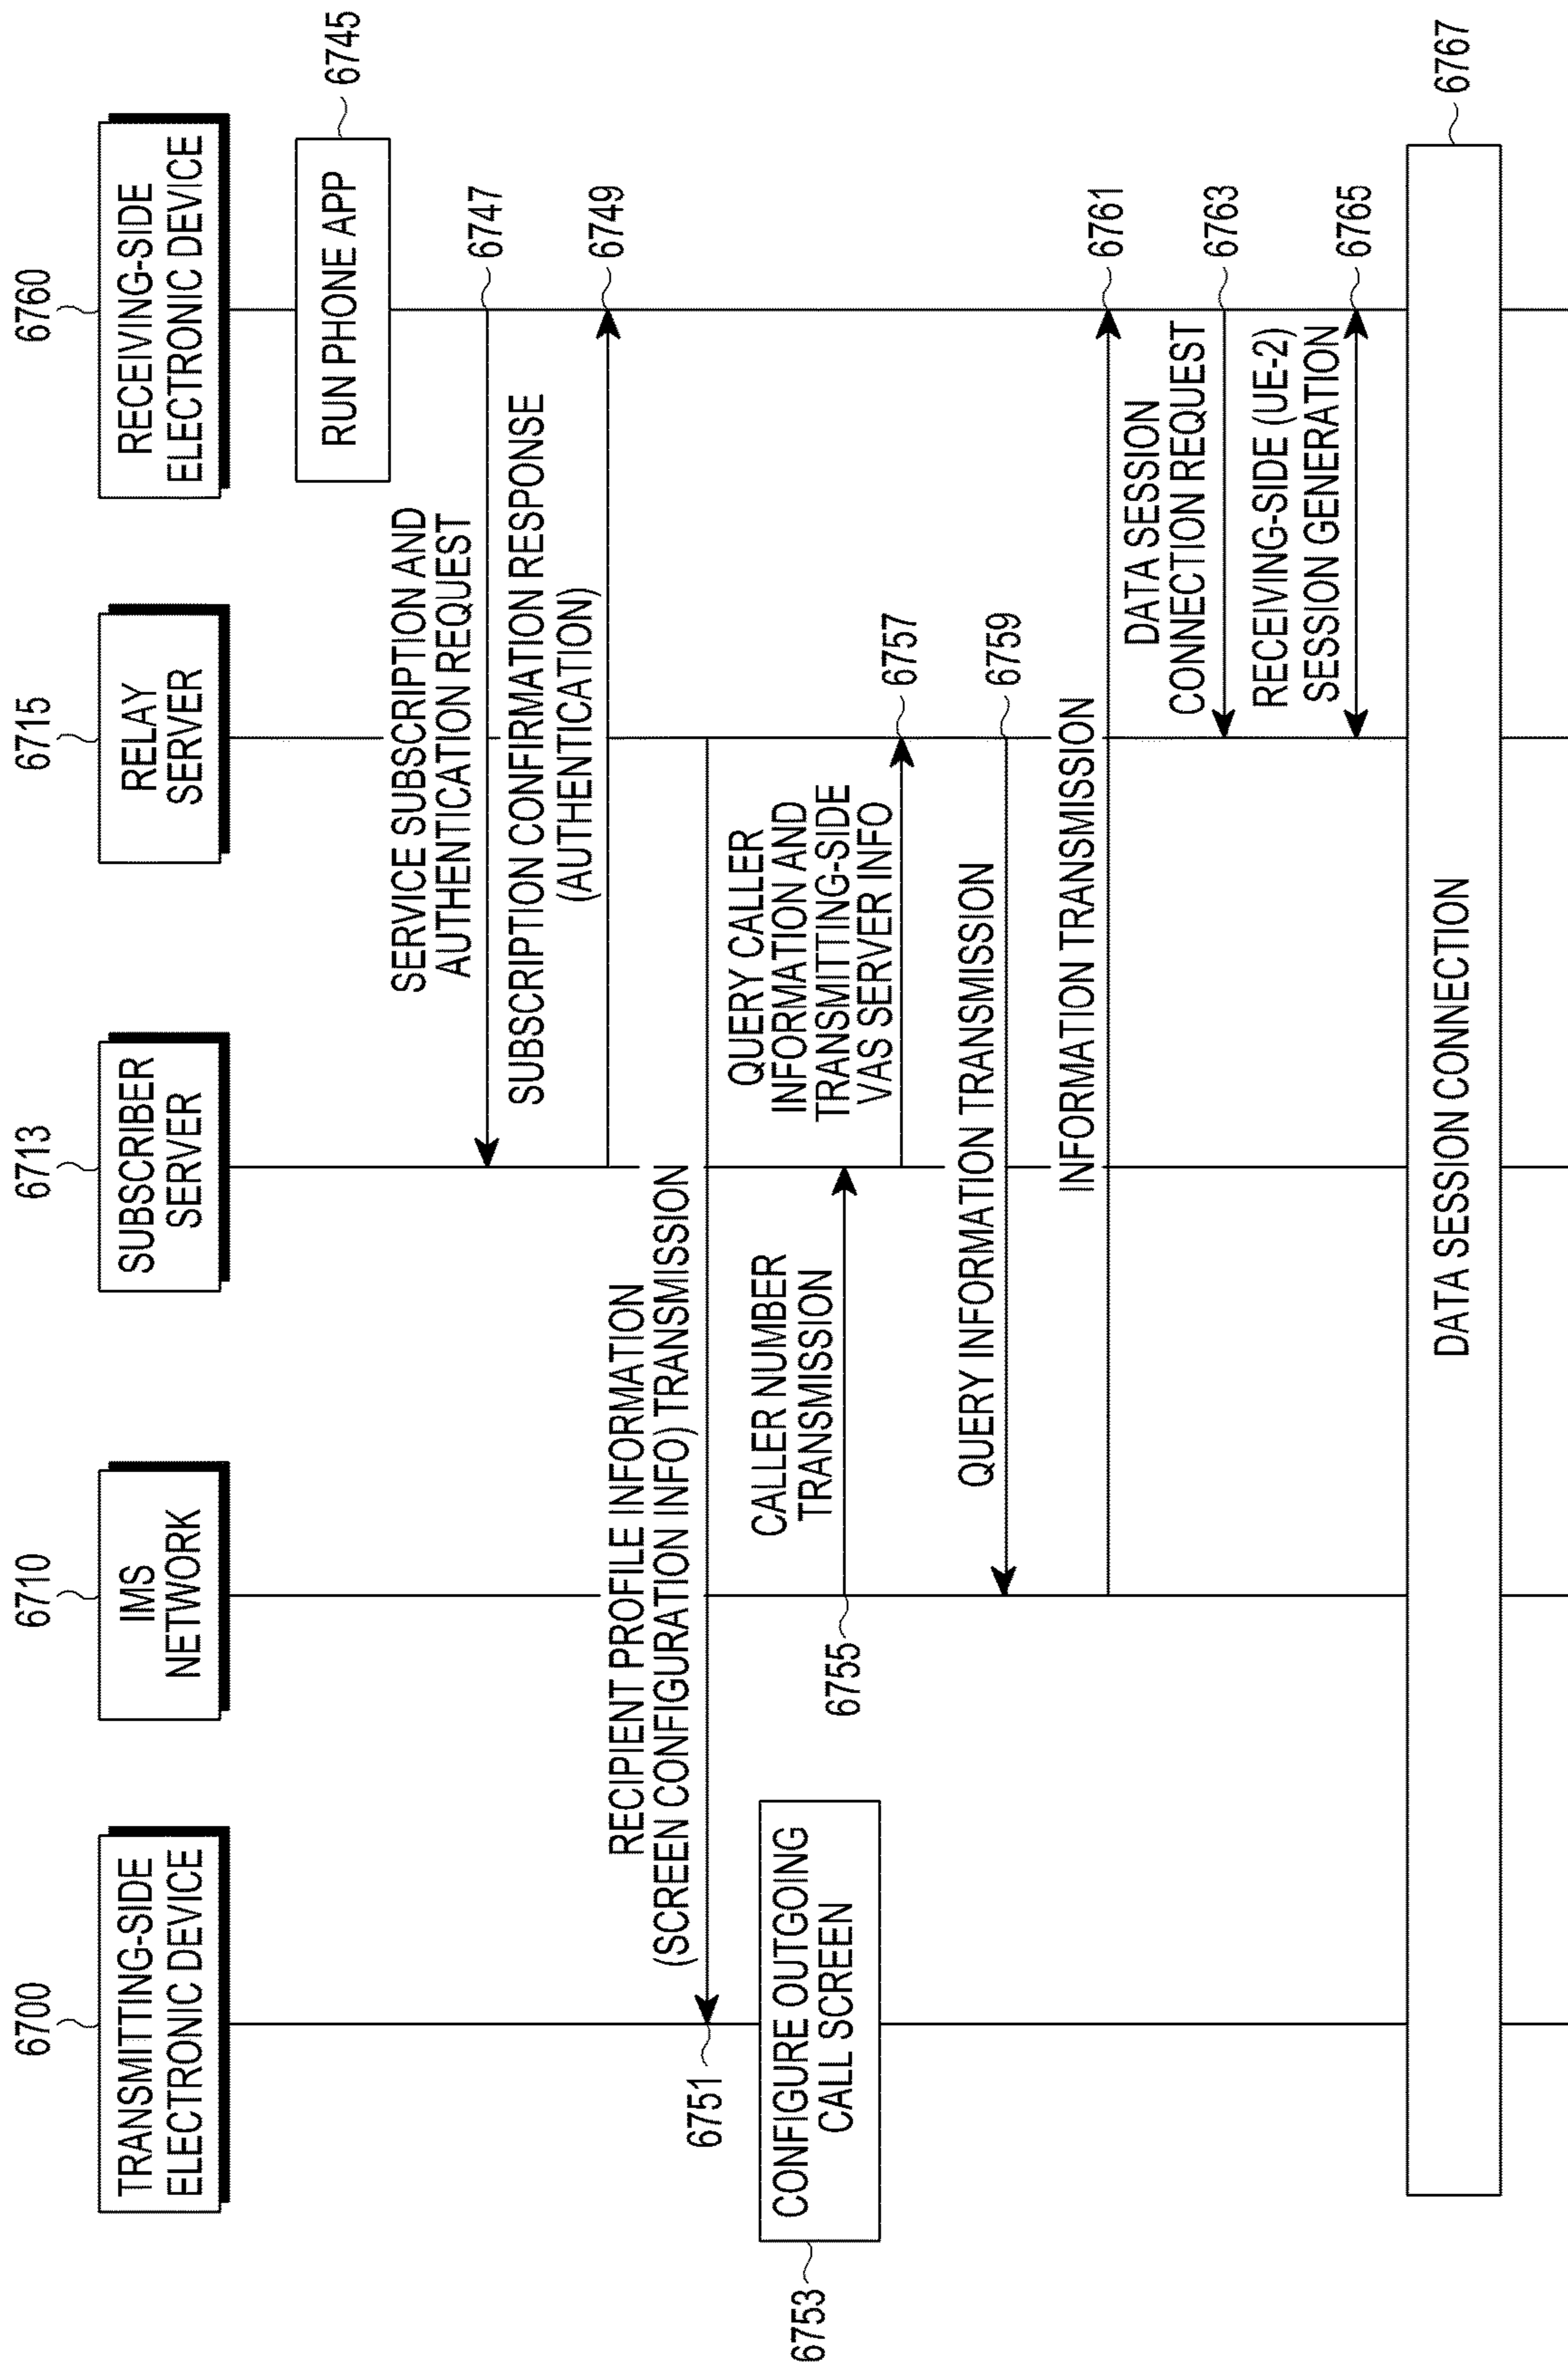 6700
6710
6713
6715
6760
TRANSMITTING-SIDE
ELECTRONIC DEVICE
IMS
NETWORK
SUBSCRIBER
SERVER
RELAY
SERVER
RECEIVING-SIDE
ELECTRONIC DEVICE
RUN PHONE APP
6745
SERVICE SUBSCRIPTION AND
AUTHENTICATION REQUEST
6747
SUBSCRIPTION CONFIRMATION RESPONSE
(AUTHENTICATION)
6749
RECIPIENT PROFILE INFORMATION
(SCREEN CONFIGURATION INFO) TRANSMISSION
6751
CONFIGURE OUTGOING
CALL SCREEN
6753
CALLER NUMBER
TRANSMISSION
6755
QUERY CALLER
INFORMATION AND
TRANSMITTING-SIDE
VAS SERVER INFO
6757
QUERY INFORMATION TRANSMISSION
6759
INFORMATION TRANSMISSION
6761
DATA SESSION
CONNECTION REQUEST
6763
RECEIVING-SIDE (UE-2)
SESSION GENERATION
6765
DATA SESSION CONNECTION
6767